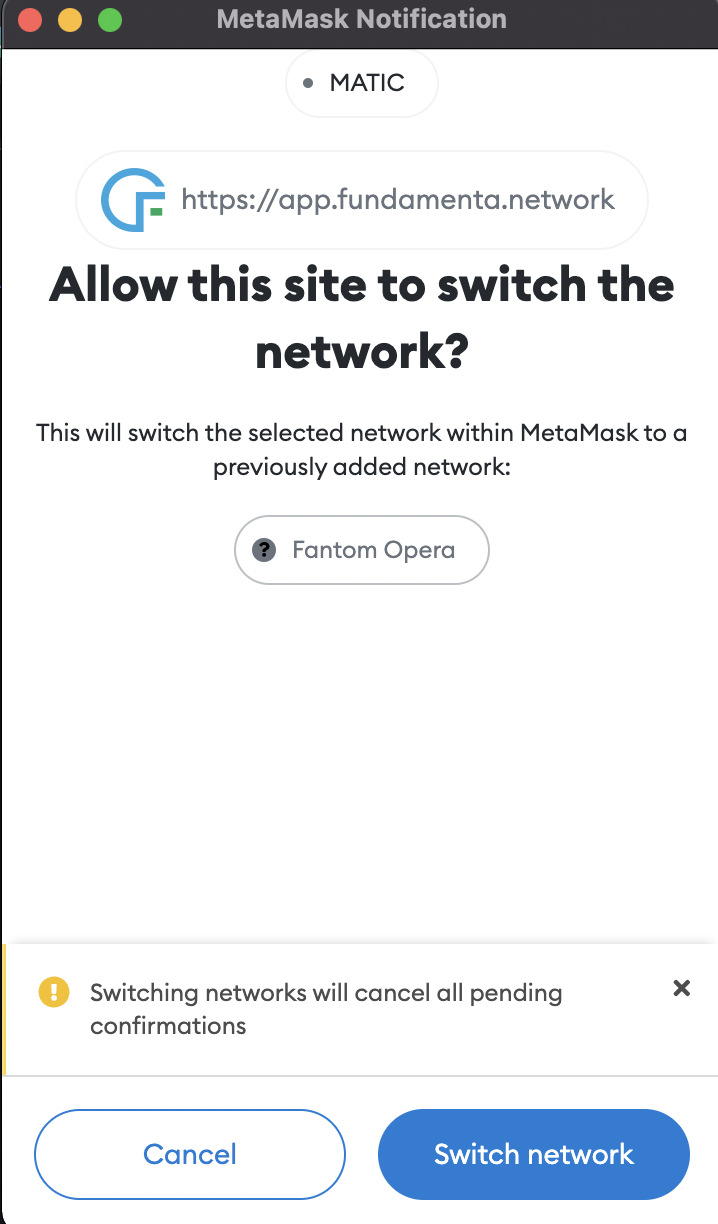 MetaMask Notification
MATIC
https://app.fundamenta.network
Allow this site to switch the
network?
This will switch the selected network within MetaMask to a
previously added network:
? Fantom Opera
! Switching networks will cancel all pending
confirmations
Cancel
Switch network